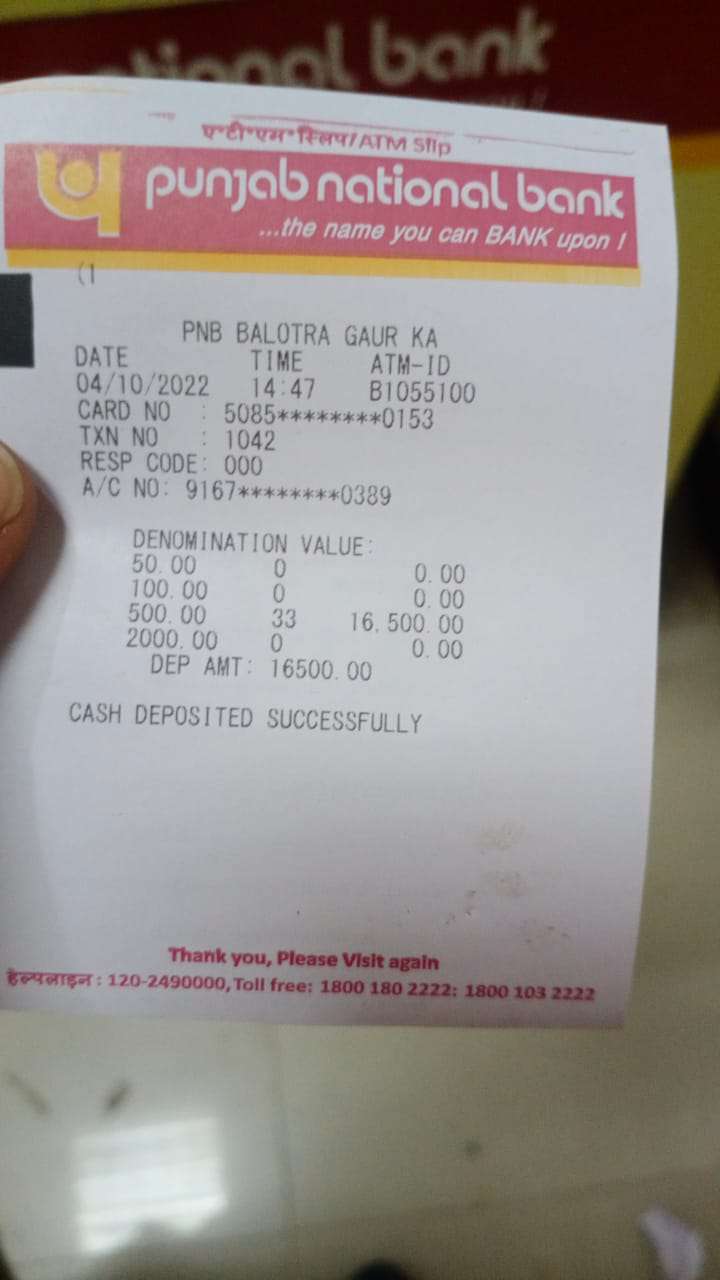 national bank
ए॰टी॰एम॰ स्लिप/ATM Slip
punjab national bank
...the name you can BANK upon !
(1
PNB BALOTRA GAUR KA
DATE TIME ATM-ID
04/10/2022 14:47 B1055100
CARD NO : 5085********0153
TXN NO : 1042
RESP CODE: 000
A/C NO: 9167********0389
DENOMINATION VALUE:
50.00 0 0.00
100.00 0 0.00
500.00 33 16,500.00
2000.00 0 0.00
DEP AMT: 16500.00
CASH DEPOSITED SUCCESSFULLY
Thank you, Please Visit again
हेल्पलाइन : 120-2490000, Toll free: 1800 180 2222: 1800 103 2222